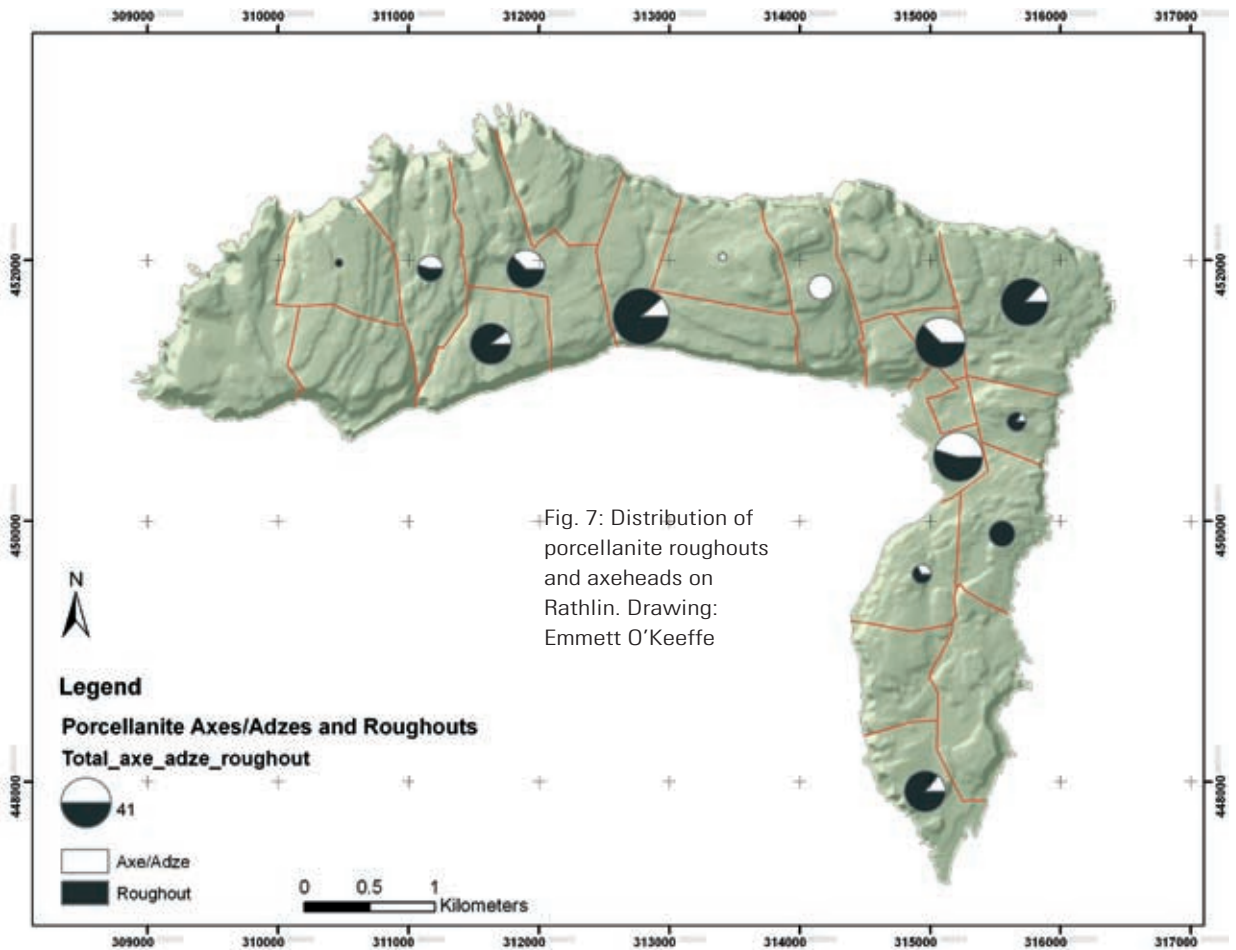 309000 310000 311000 312000 313000 314000 315000 316000 317000
452000 452000
Fig. 7: Distribution of
porcellanite roughouts
and axeheads on
Rathlin. Drawing:
Emmett O'Keeffe
450000 450000
N
Legend
Porcellanite Axes/Adzes and Roughouts
Total_axe_adze_roughout
41
448000 448000
Axe/Adze
Roughout
0 0.5 1
Kilometers
309000 310000 311000 312000 313000 314000 315000 316000 317000